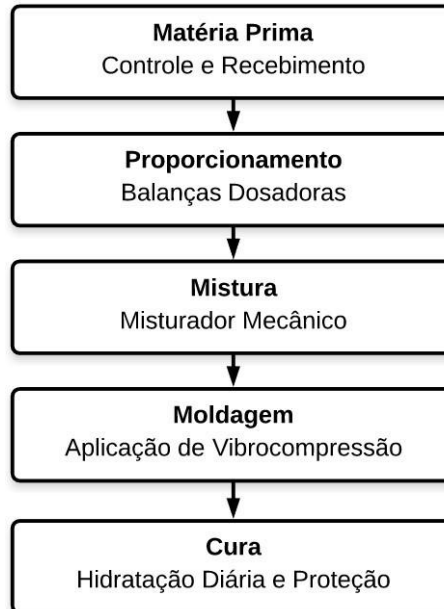 Matéria Prima
Controle e Recebimento
Proporcionamento
Balanças Dosadoras
Mistura
Misturador Mecânico
Moldagem
Aplicação de Vibrocompressão
Cura
Hidratação Diária e Proteção